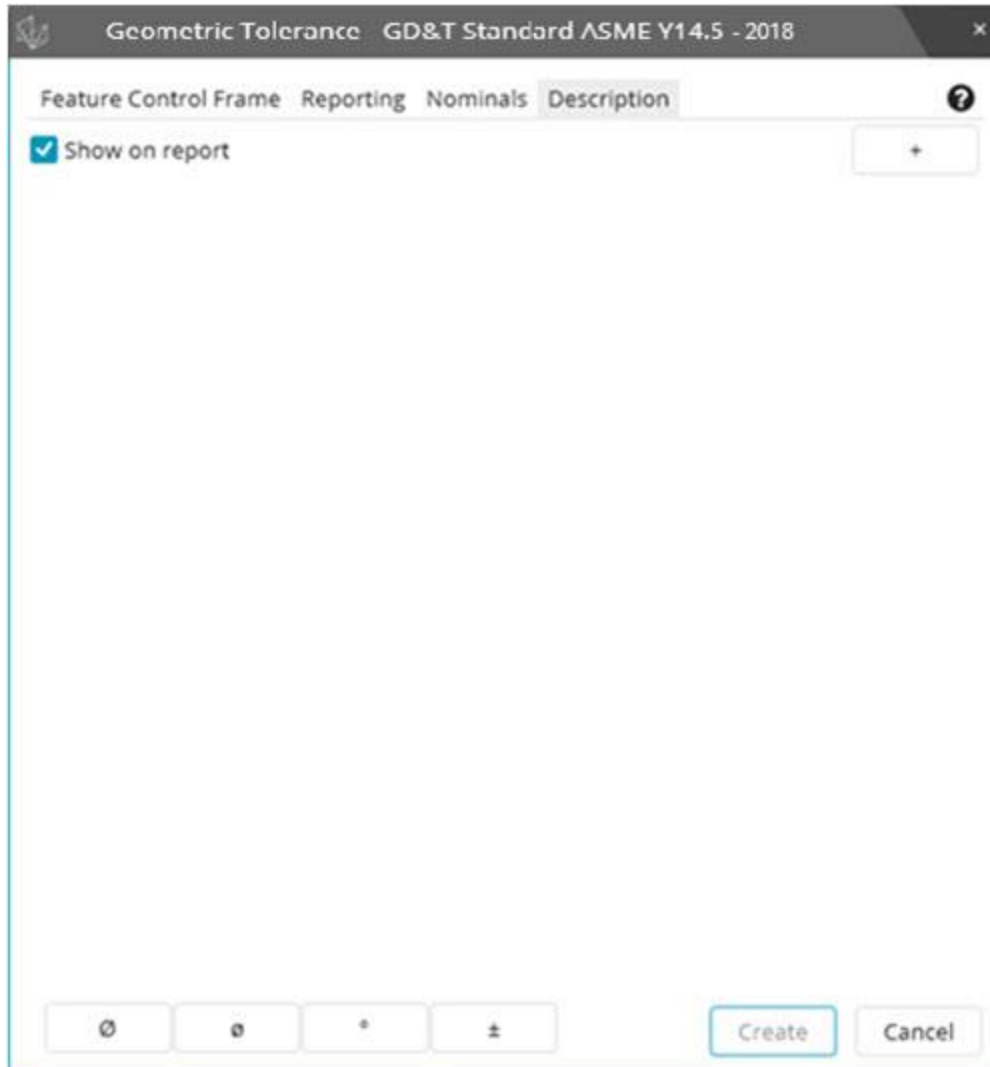 Geometric Tolerance GD&T Standard ASME Y14.5 - 2018 ×
Feature Control Frame Reporting Nominals Description ?
Show on report +
Ø ø ° ± Create Cancel